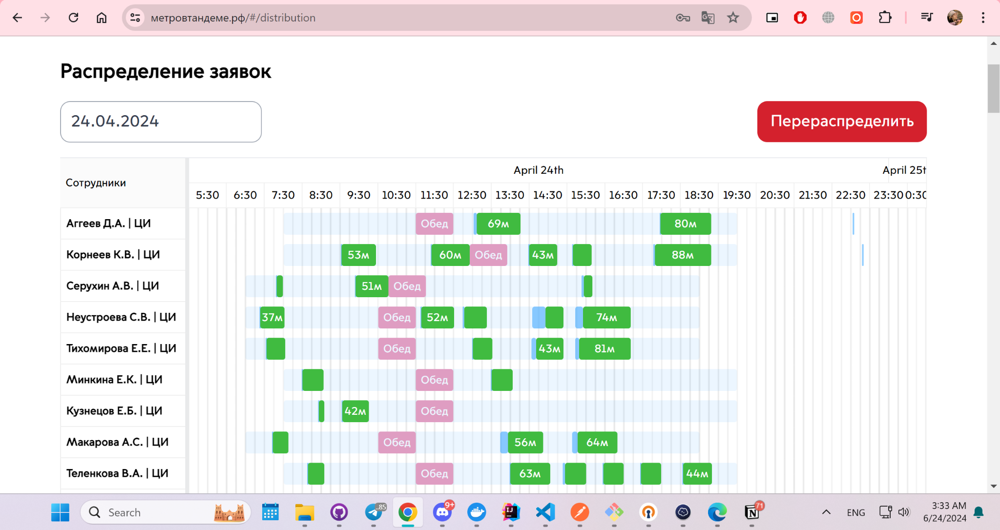 метровтандеме.рф/#/distribution
Распределение заявок
24.04.2024
Перераспределить
Сотрудники
April 24th
April 25t
5:30 6:30 7:30 8:30 9:30 10:30 11:30 12:30 13:30 14:30 15:30 16:30 17:30 18:30 19:30 20:30 21:30 22:30 23:30 0:30
Аггеев Д.А. | ЦИ Обед 69м 80м
Корнеев К.В. | ЦИ 53м 60м Обед 43м 88м
Серухин А.В. | ЦИ 51м Обед
Неустроева С.В. | ЦИ 37м Обед 52м 74м
Тихомирова Е.Е. | ЦИ Обед 43м 81м
Минкина Е.К. | ЦИ Обед
Кузнецов Е.Б. | ЦИ 42м Обед
Макарова А.С. | ЦИ Обед 56м 64м
Теленкова В.А. | ЦИ Обед 63м 44м
Search
..85
9+
IJ
71
ENG
3:33 AM
6/24/2024